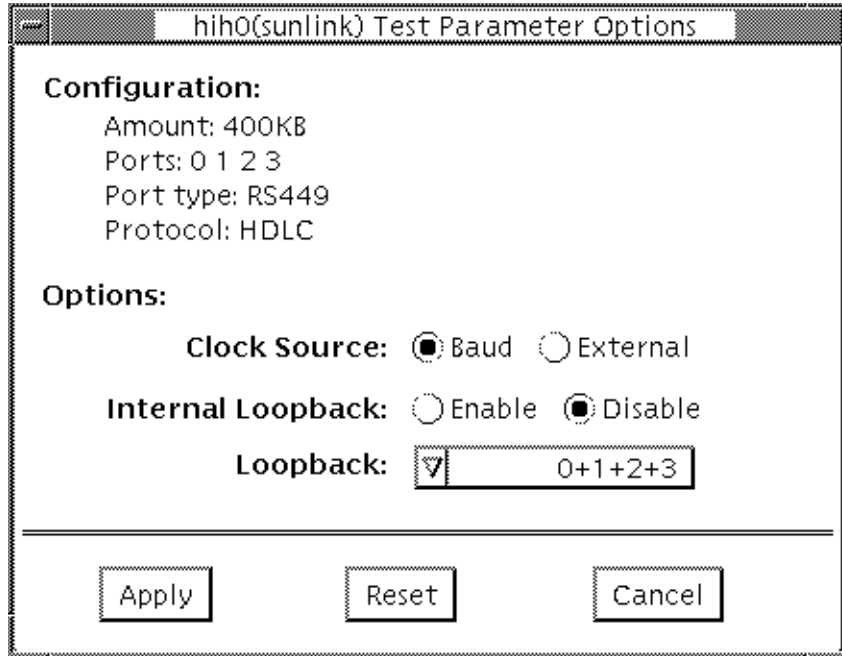 hih0(sunlink) Test Parameter Options
Configuration:
Amount: 400KB
Ports: 0 1 2 3
Port type: RS449
Protocol: HDLC
Options:
Clock Source: Baud External
Internal Loopback: Enable Disable
Loopback: 0+1+2+3
Apply Reset Cancel